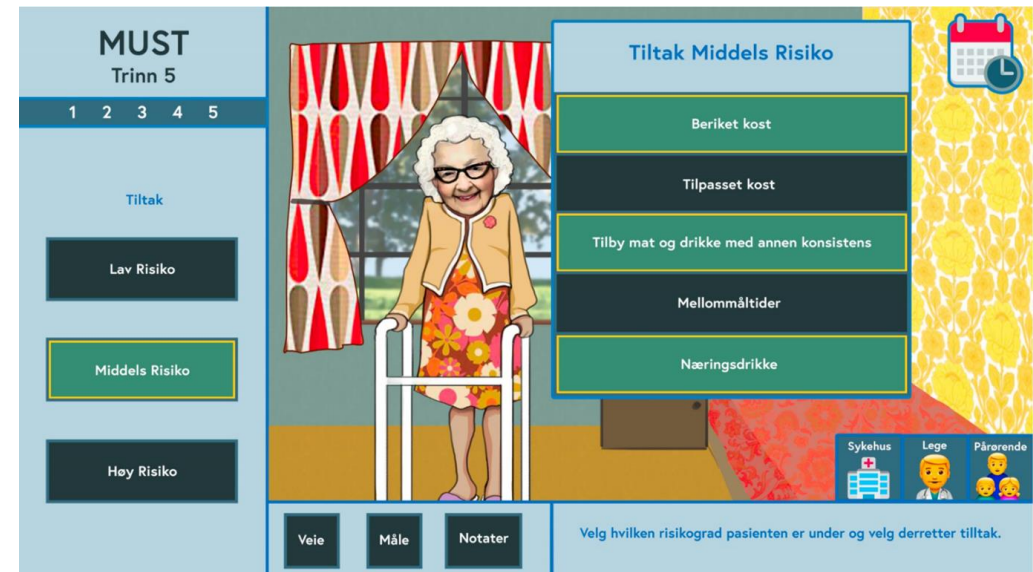 MUST
Trinn 5
1 2 3 4 5
Tiltak
Lav Risiko
Middels Risiko
Høy Risiko
Tiltak Middels Risiko
Beriket kost
Tilpasset kost
Tilby mat og drikke med annen konsistens
Mellommåltider
Næringsdrikke
Sykehus
Lege
Pårørende
Veie
Måle
Notater
Velg hvilken risikograd pasienten er under og velg derretter tilltak.